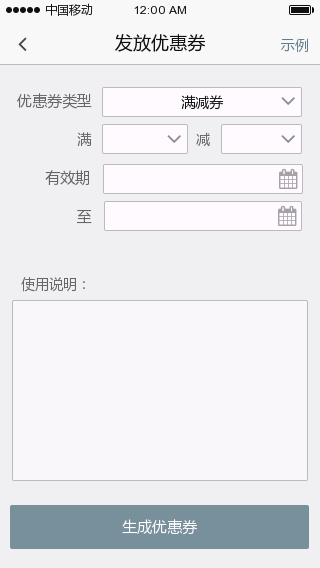 中国移动 12:00 AM
发放优惠券 示例
优惠券类型 满减券
满 减
有效期
至
使用说明：
生成优惠券